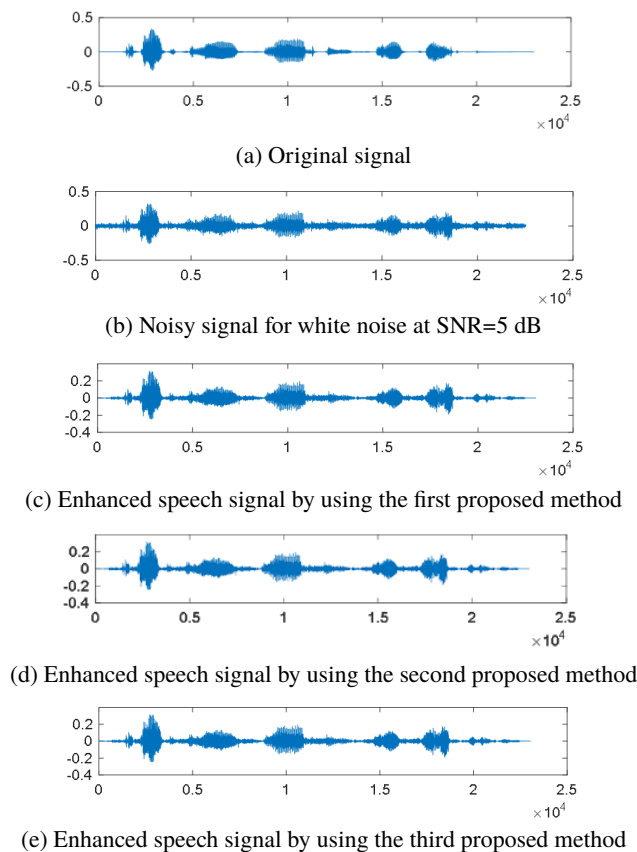 0.5
0
-0.5
0 0.5 1 1.5 2 2.5
×10^4
(a) Original signal
0.5
0
-0.5
0 0.5 1 1.5 2 2.5
×10^4
(b) Noisy signal for white noise at SNR=5 dB
0.2
0
-0.2
-0.4
0 0.5 1 1.5 2 2.5
×10^4
(c) Enhanced speech signal by using the first proposed method
0.2
0
-0.2
-0.4
0 0.5 1 1.5 2 2.5
×10^4
(d) Enhanced speech signal by using the second proposed method
0.2
0
-0.2
-0.4
0 0.5 1 1.5 2 2.5
×10^4
(e) Enhanced speech signal by using the third proposed method